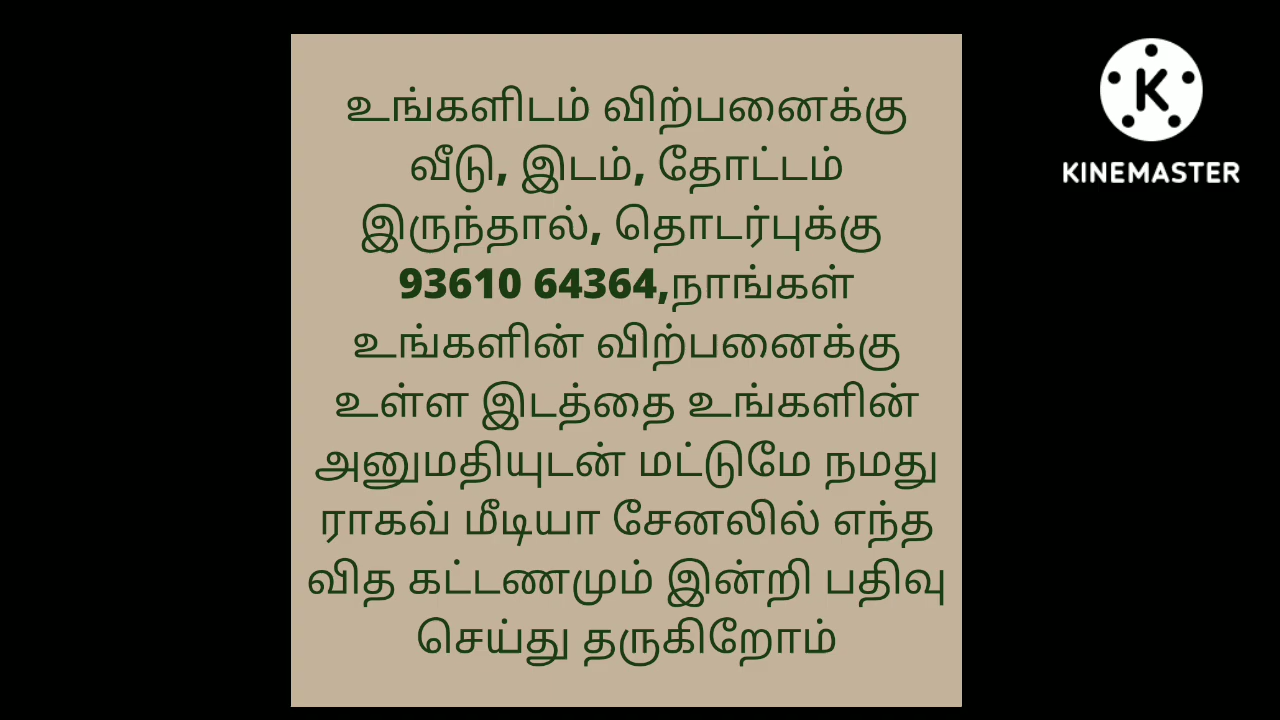 உங்களிடம் விற்பனைக்கு
வீடு, இடம், தோட்டம்
இருந்தால், தொடர்புக்கு
93610 64364,நாங்கள்
உங்களின் விற்பனைக்கு
உள்ள இடத்தை உங்களின்
அனுமதியுடன் மட்டுமே நமது
ராகவ் மீடியா சேனலில் எந்த
வித கட்டணமும் இன்றி பதிவு
செய்து தருகிறோம்
K
KINEMASTER